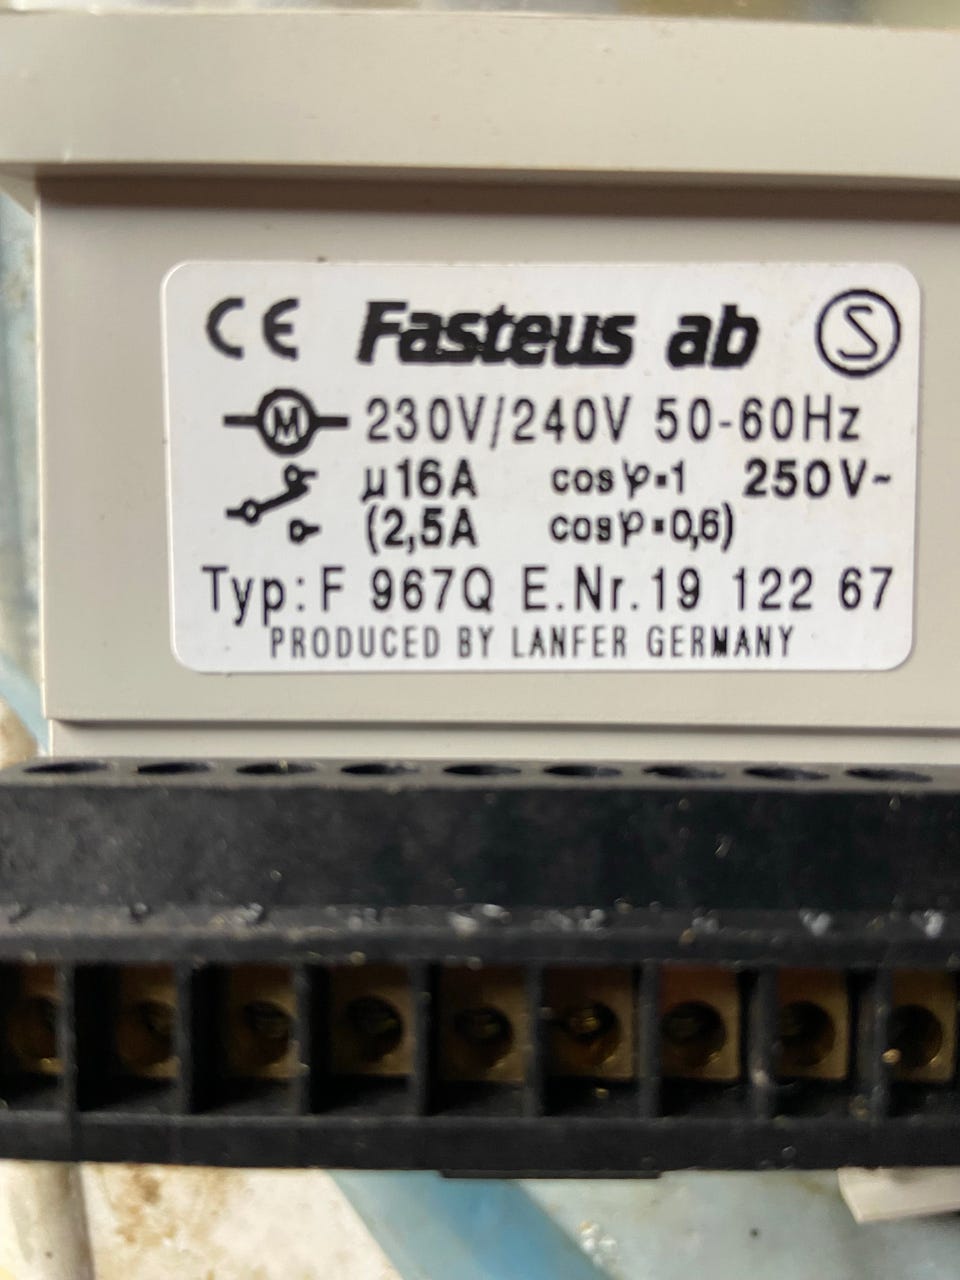 CE Fasteus ab S
M 230V/240V 50-60Hz
µ16A cosφ=1 250V~
(2,5A cosφ=0,6)
Typ:F 967Q E.Nr.19 122 67
PRODUCED BY LANFER GERMANY